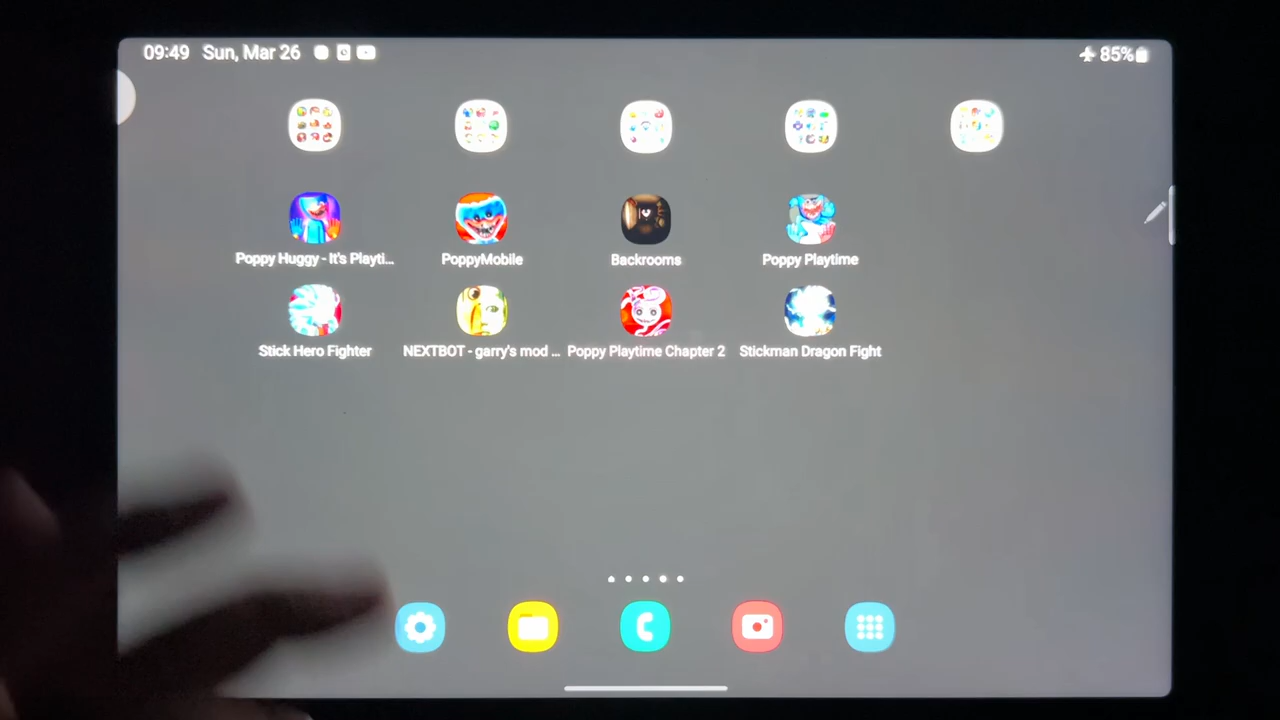 09:49 Sun, Mar 26 85%
Poppy Huggy - It's Playti... PoppyMobile Backrooms Poppy Playtime
Stick Hero Fighter NEXTBOT - garry's mod ... Poppy Playtime Chapter 2 Stickman Dragon Fight